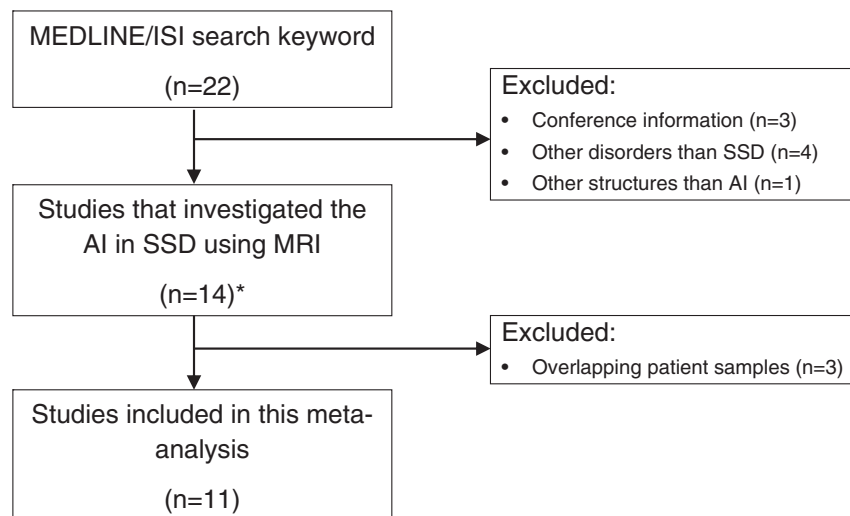 MEDLINE/ISI search keyword
(n=22)
Excluded:
• Conference information (n=3)
• Other disorders than SSD (n=4)
• Other structures than AI (n=1)
Studies that investigated the
AI in SSD using MRI
(n=14)*
Excluded:
• Overlapping patient samples (n=3)
Studies included in this meta-
analysis
(n=11)